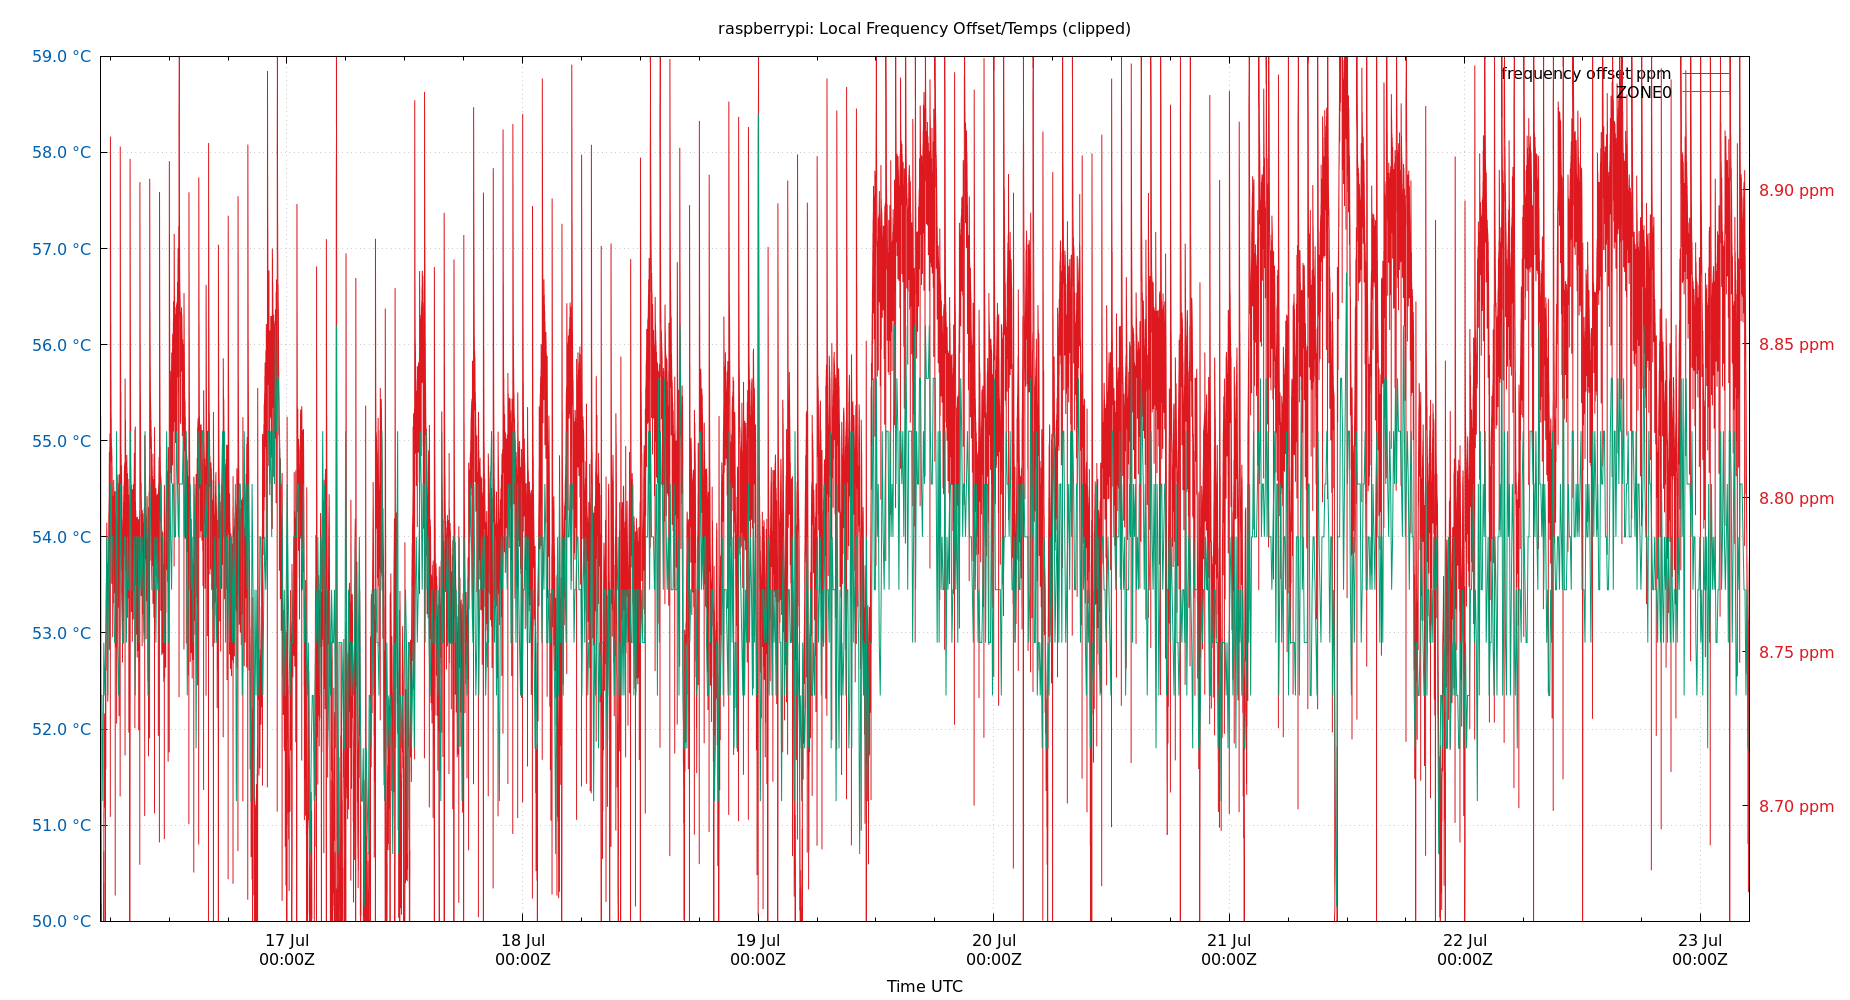 raspberrypi: Local Frequency Offset/Temps (clipped)
frequency offset ppm
ZONE0
59.0 °C
58.0 °C
57.0 °C
56.0 °C
55.0 °C
54.0 °C
53.0 °C
52.0 °C
51.0 °C
50.0 °C
8.90 ppm
8.85 ppm
8.80 ppm
8.75 ppm
8.70 ppm
17 Jul
00:00Z
18 Jul
00:00Z
19 Jul
00:00Z
20 Jul
00:00Z
21 Jul
00:00Z
22 Jul
00:00Z
23 Jul
00:00Z
Time UTC